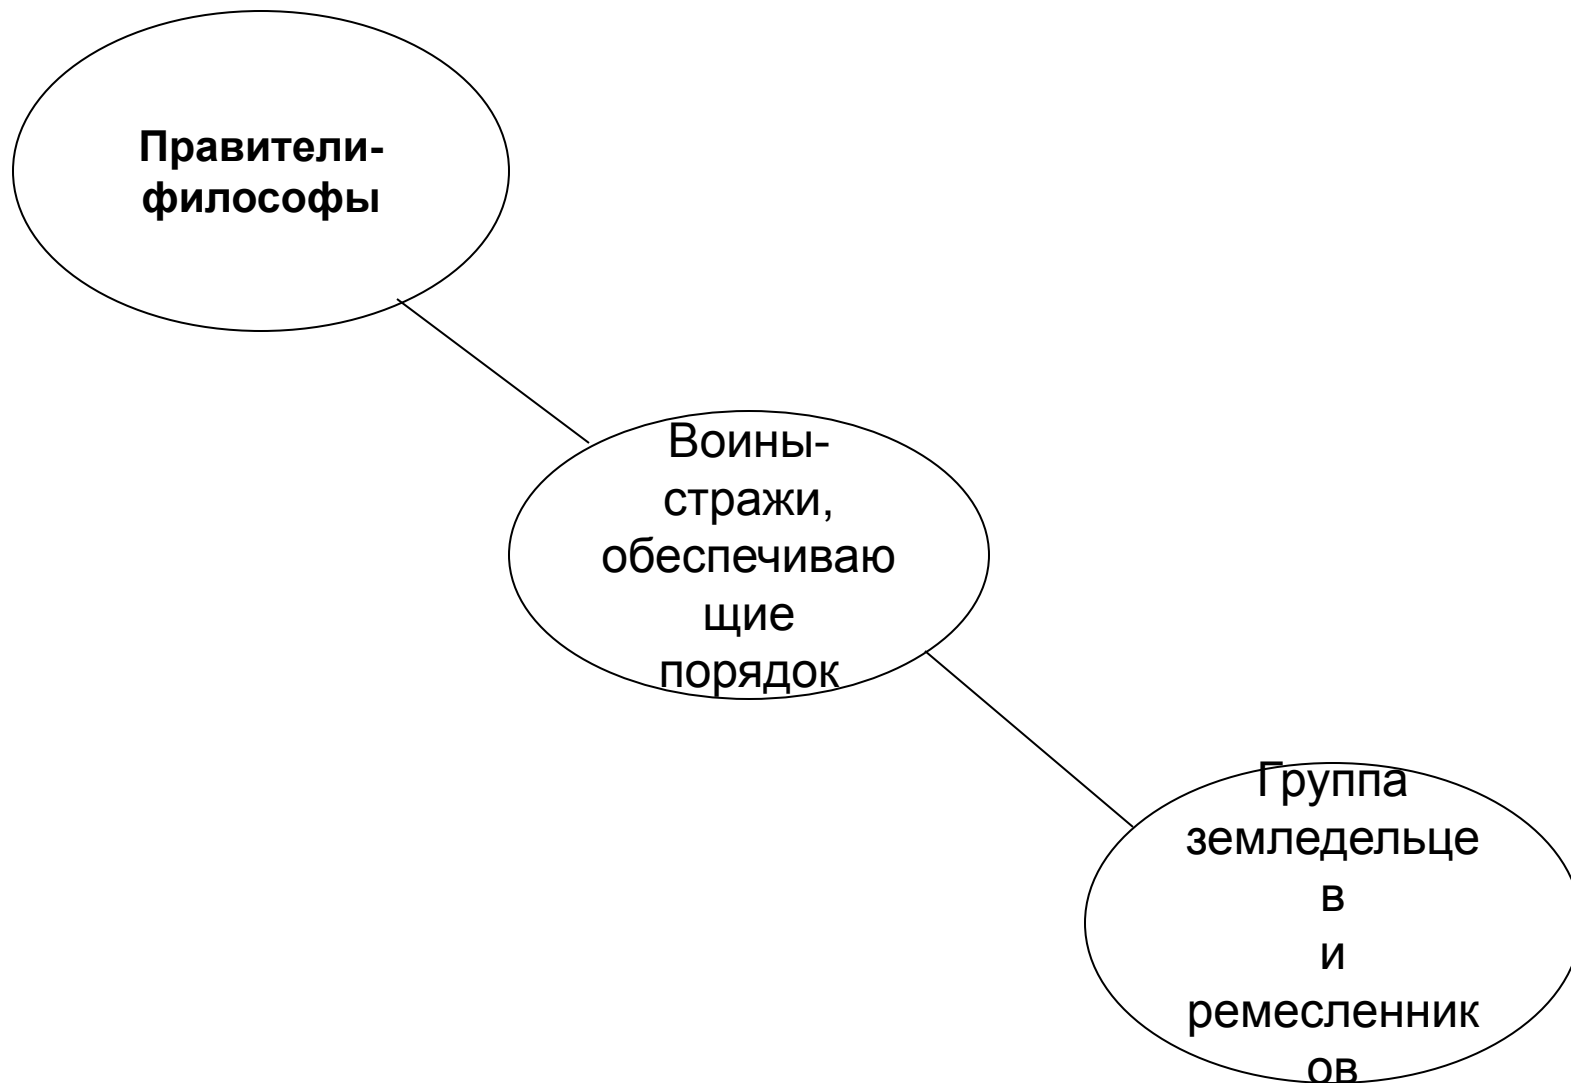 Правители-
философы
Воины-
стражи,
обеспечиваю
щие
порядок
Группа
земледельце
в
и
ремесленник
ов